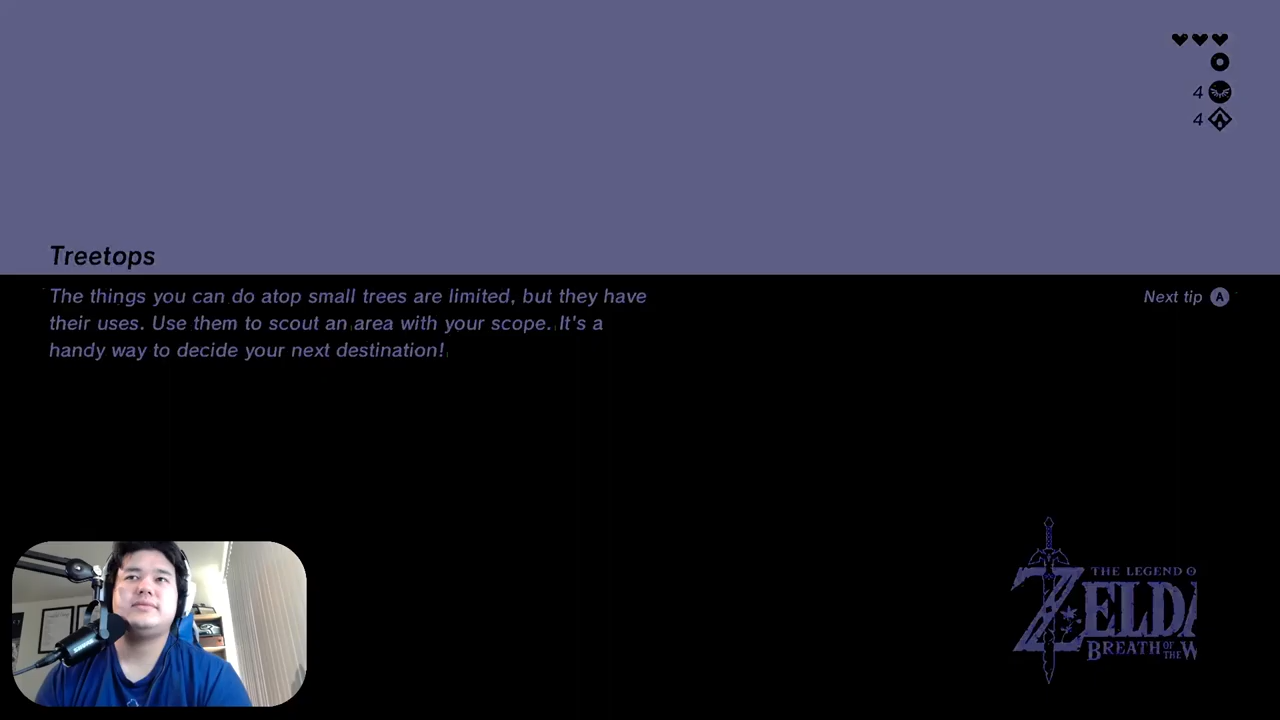 4
4
Treetops
The things you can do atop small trees are limited, but they have
their uses. Use them to scout an area with your scope. It's a
handy way to decide your next destination!
Next tip A
THE LEGEND O
ZELDA
BREATH OF THE W